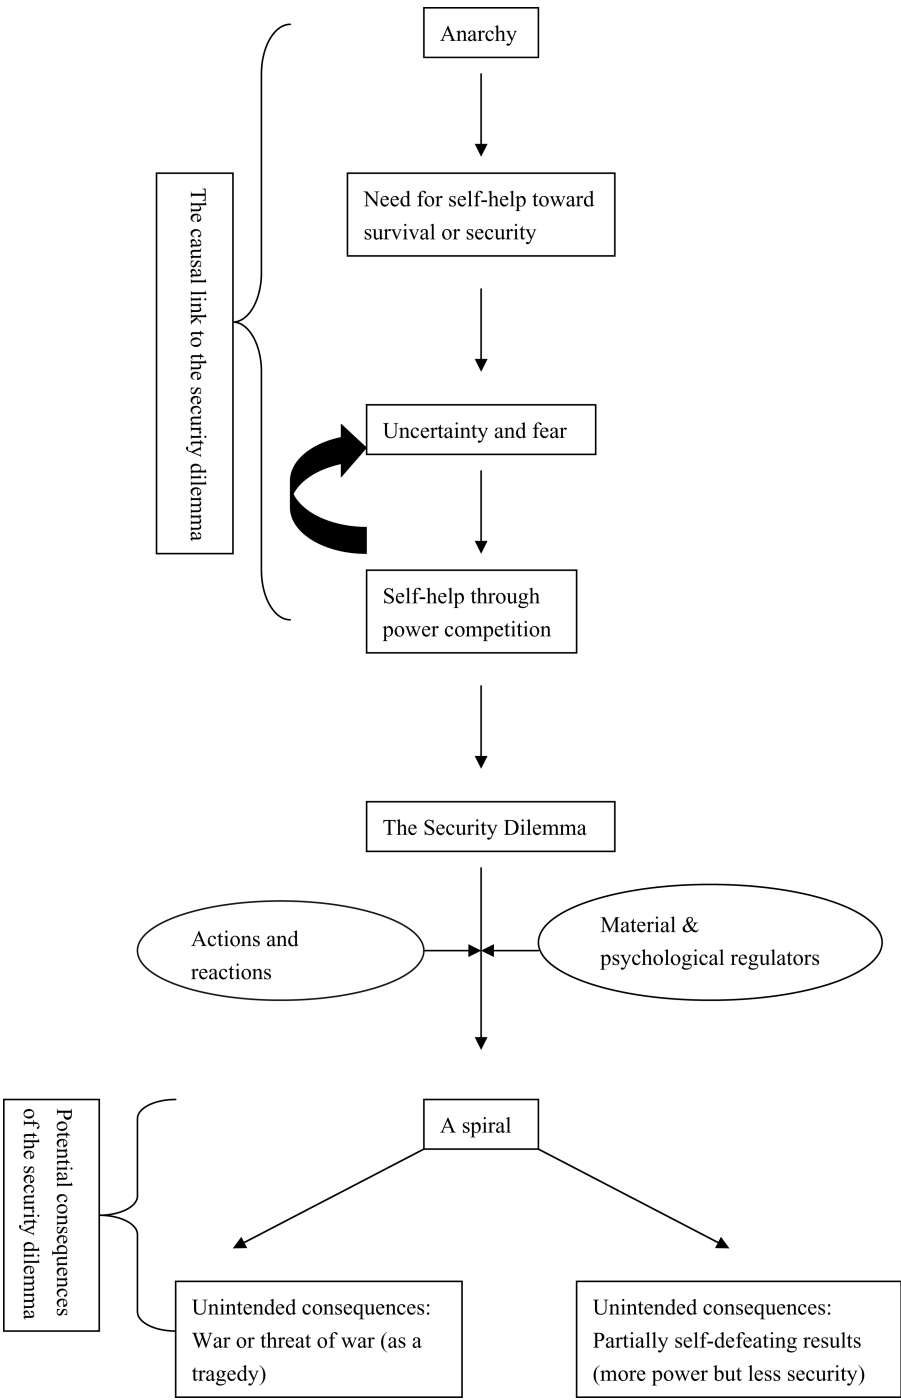 Anarchy
Need for self-help toward
survival or security
The causal link to the security dilemma
Uncertainty and fear
Self-help through
power competition
The Security Dilemma
Actions and
reactions
Material &
psychological regulators
A spiral
Potential consequences
of the security dilemma
Unintended consequences:
War or threat of war (as a
tragedy)
Unintended consequences:
Partially self-defeating results
(more power but less security)